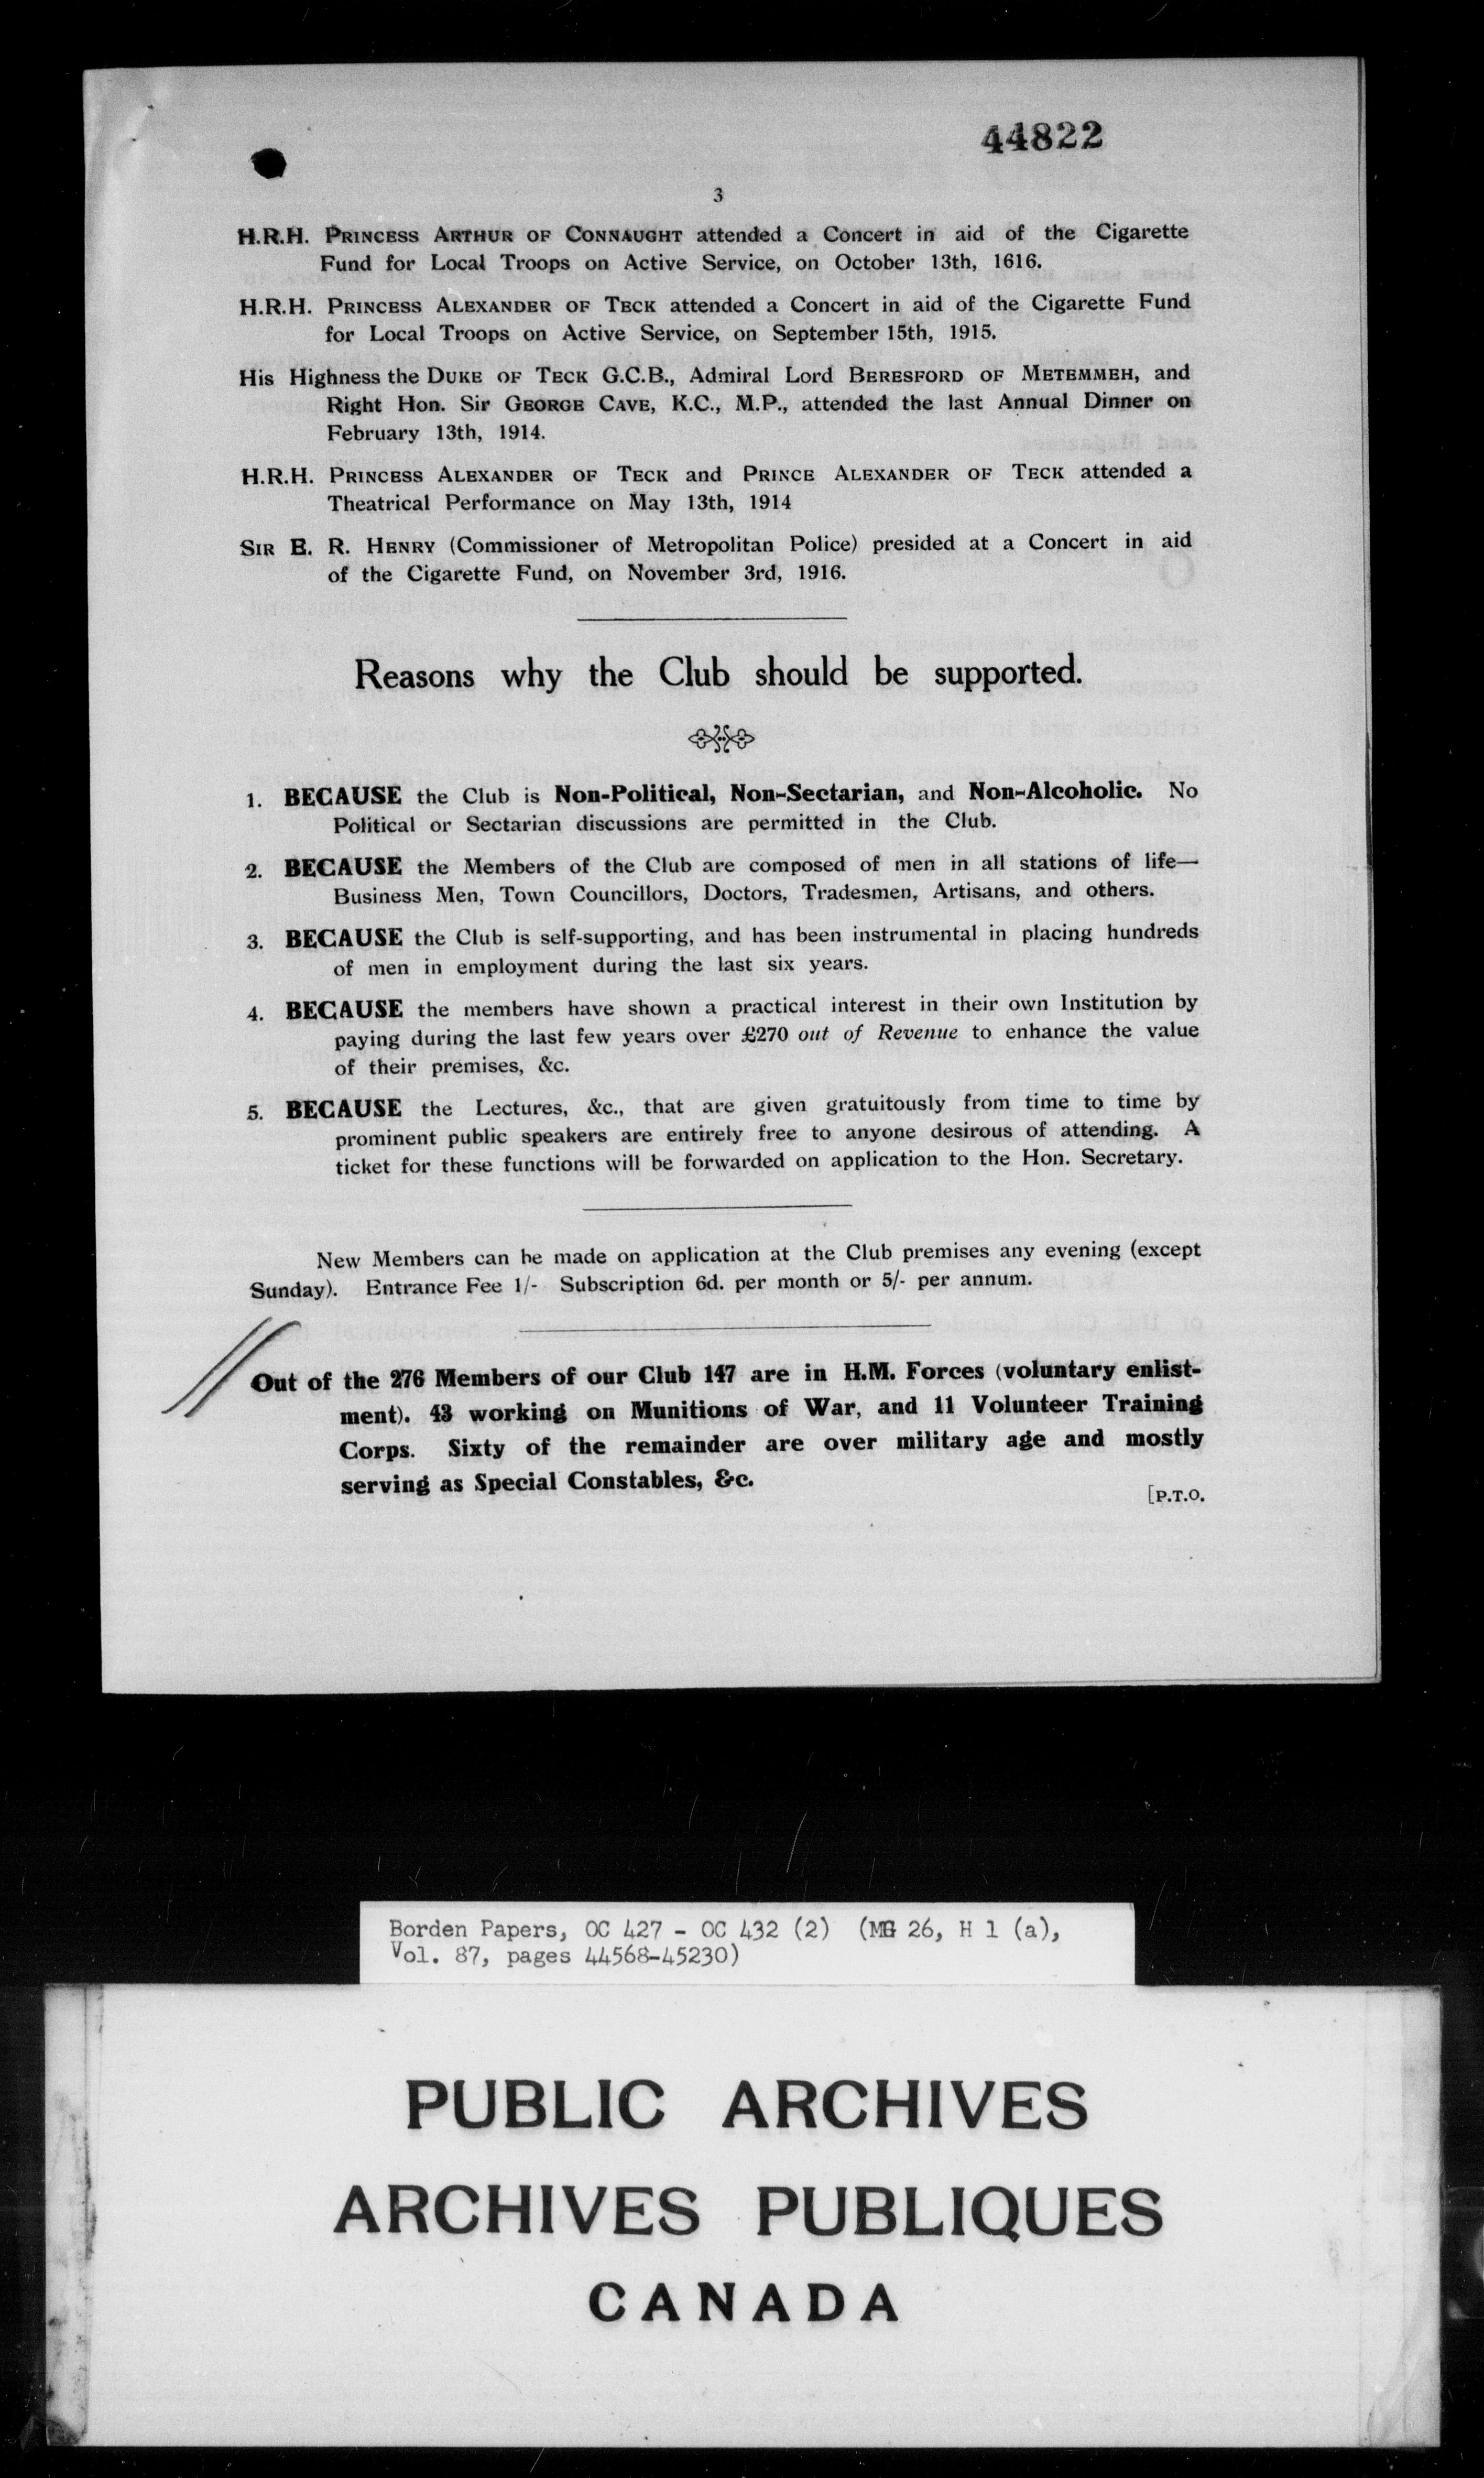 44822
3
H.R.H. Princess Arthur of Connaught attended a Concert in aid of the Cigarette
Fund for Local Troops on Active Service, on October 13th, 1616.
H.R.H. Princess Alexander of Teck attended a Concert in aid of the Cigarette Fund
for Local Troops on Active Service, on September 15th, 1915.
His Highness the Duke of Teck G.C.B., Admiral Lord Beresford of Metemmeh, and
Right Hon. Sir George Cave, K.C., M.P., attended the last Annual Dinner on
February 13th, 1914.
H.R.H. Princess Alexander of Teck and Prince Alexander of Teck attended a
Theatrical Performance on May 13th, 1914
Sir E. R. Henry (Commissioner of Metropolitan Police) presided at a Concert in aid
of the Cigarette Fund, on November 3rd, 1916.
Reasons why the Club should be supported.
1. BECAUSE the Club is Non-Political, Non-Sectarian, and Non-Alcoholic. No
Political or Sectarian discussions are permitted in the Club.
2. BECAUSE the Members of the Club are composed of men in all stations of life—
Business Men, Town Councillors, Doctors, Tradesmen, Artisans, and others.
3. BECAUSE the Club is self-supporting, and has been instrumental in placing hundreds
of men in employment during the last six years.
4. BECAUSE the members have shown a practical interest in their own Institution by
paying during the last few years over £270 out of Revenue to enhance the value
of their premises, &c.
5. BECAUSE the Lectures, &c., that are given gratuitously from time to time by
prominent public speakers are entirely free to anyone desirous of attending. A
ticket for these functions will be forwarded on application to the Hon. Secretary.
New Members can be made on application at the Club premises any evening (except
Sunday). Entrance Fee 1/- Subscription 6d. per month or 5/- per annum.
Out of the 276 Members of our Club 147 are in H.M. Forces (voluntary enlist-
ment). 43 working on Munitions of War, and 11 Volunteer Training
Corps. Sixty of the remainder are over military age and mostly
serving as Special Constables, &c.
[P.T.O.
Borden Papers, OC 427 - OC 432 (2) (MG 26, H 1 (a),
Vol. 87, pages 44568-45230)
PUBLIC ARCHIVES
ARCHIVES PUBLIQUES
CANADA